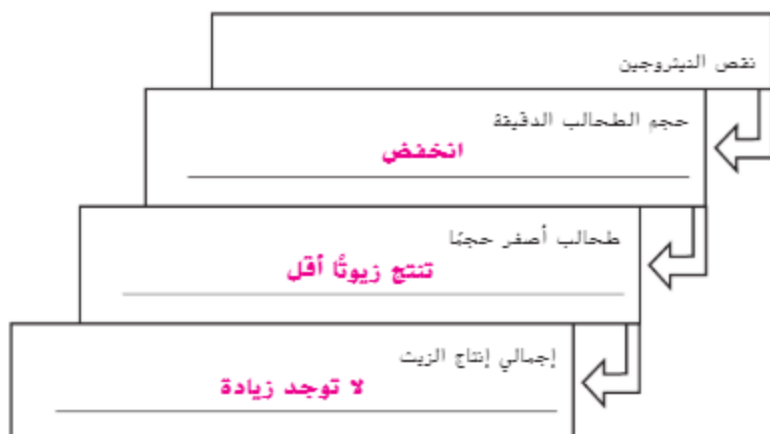 نقص النيتروجين
حجم الطحالب الدقيقة
انخفض
طحالب أصغر حجمًا
تنتج زيوتًا أقل
إجمالي إنتاج الزيت
لا توجد زيادة